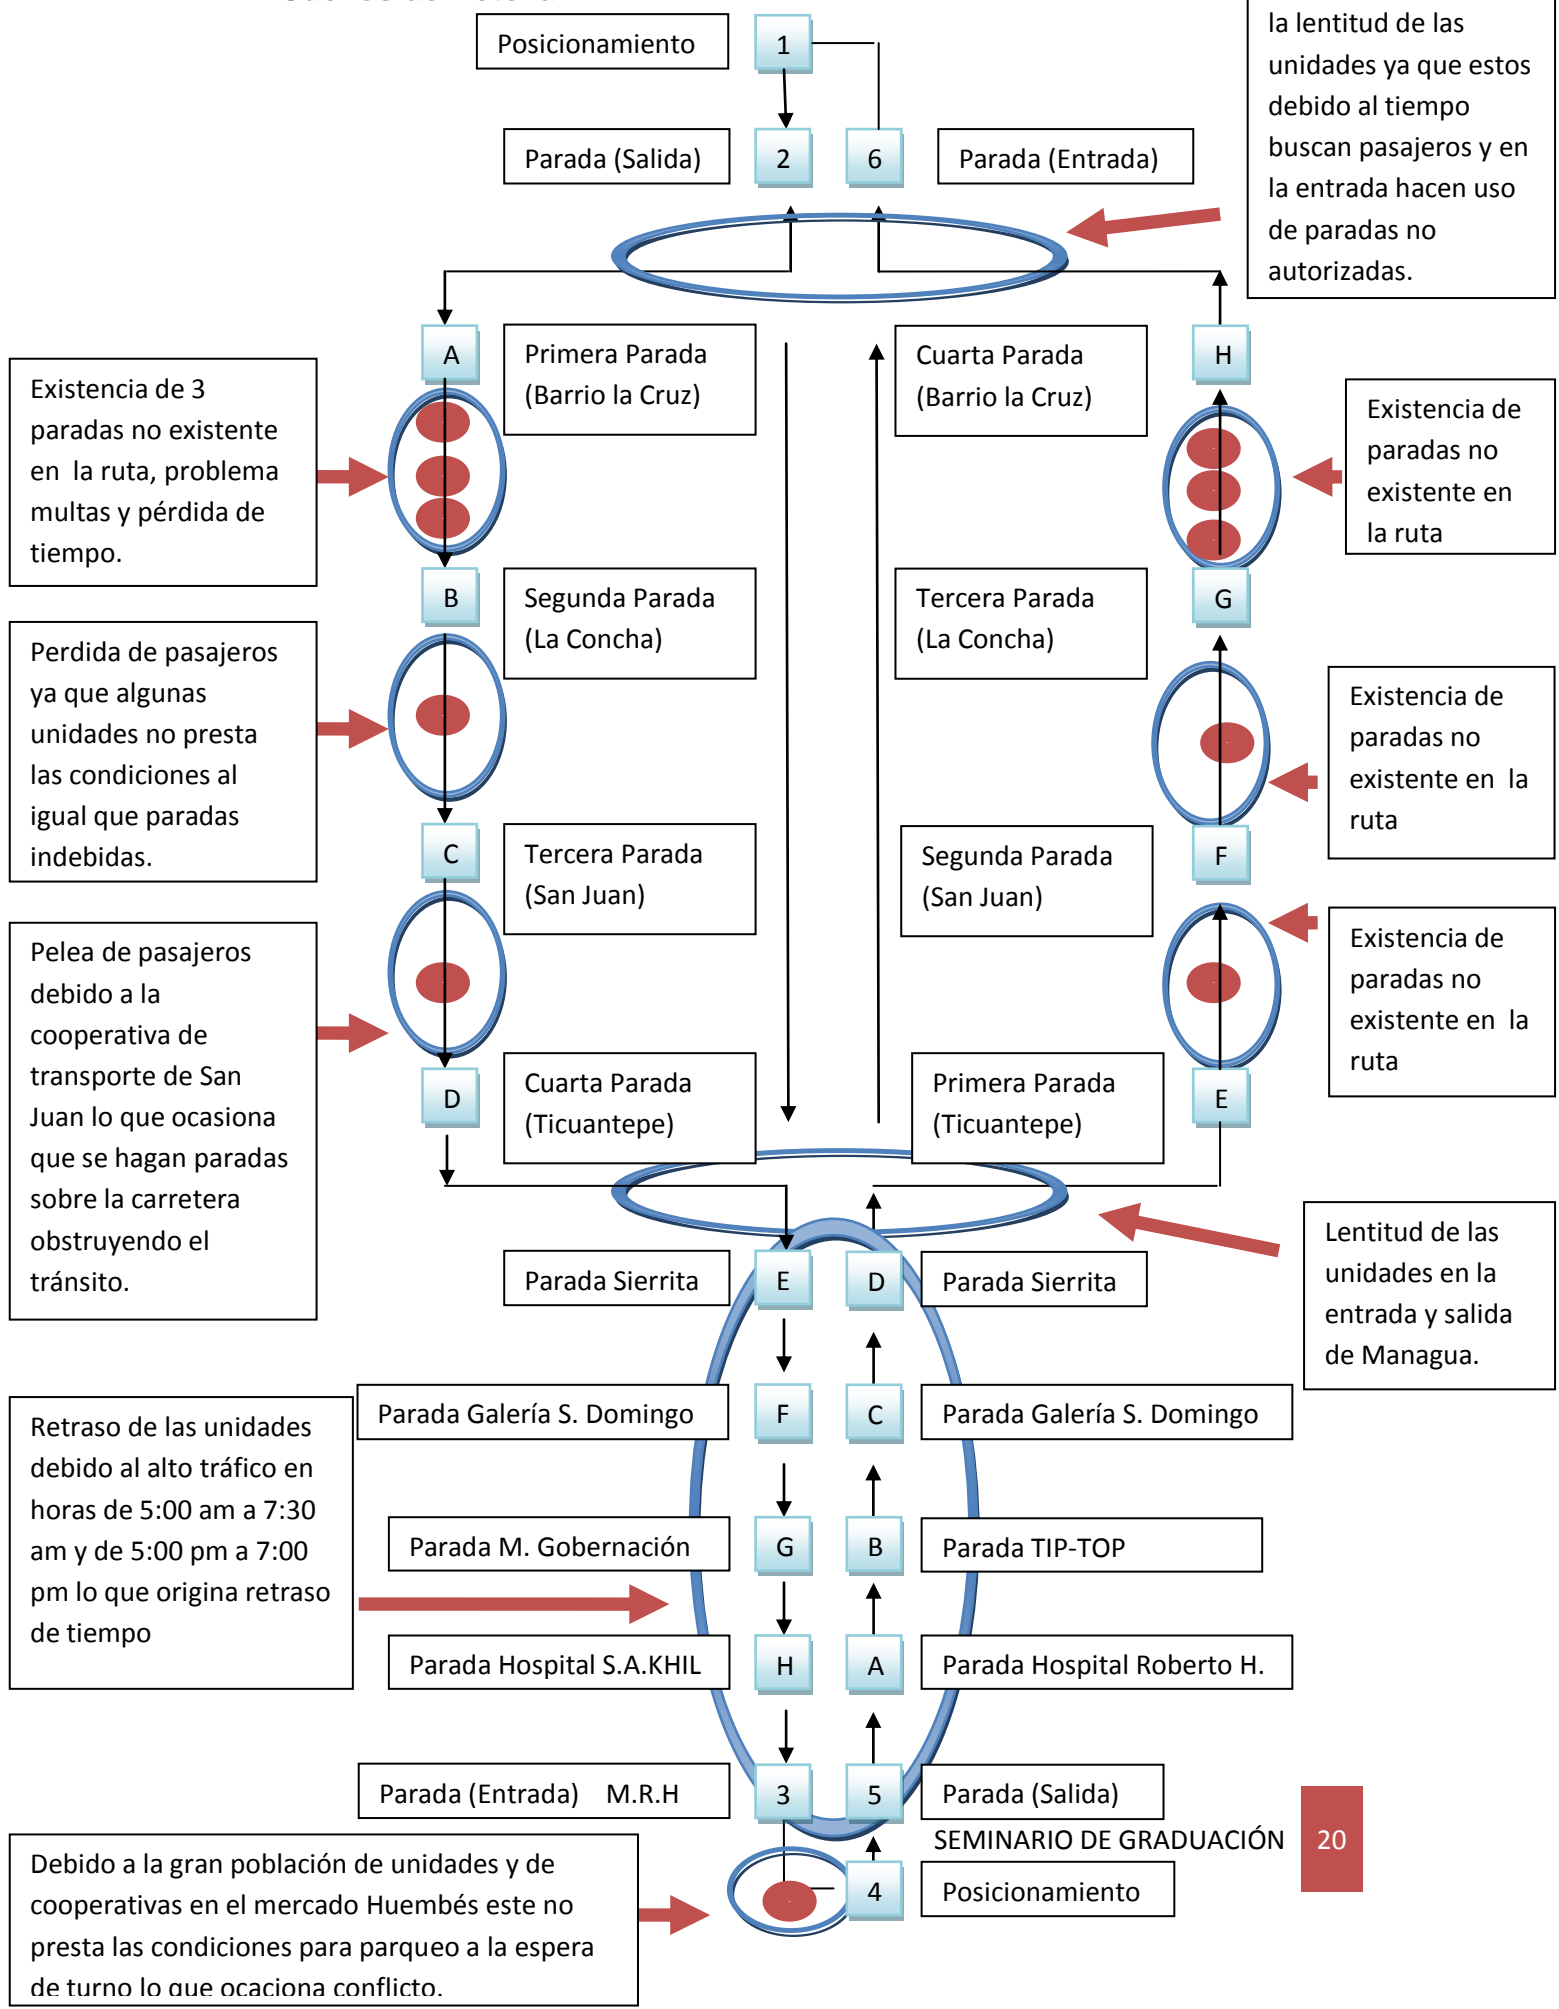 Posicionamiento
1
la lentitud de las
unidades ya que estos
debido al tiempo
buscan pasajeros y en
la entrada hacen uso
de paradas no
autorizadas.
Parada (Salida)
2
6
Parada (Entrada)
A
Primera Parada
(Barrio la Cruz)
Cuarta Parada
(Barrio la Cruz)
H
Existencia de 3
paradas no existente
en la ruta, problema
multas y pérdida de
tiempo.
Existencia de
paradas no
existente en
la ruta
B
Segunda Parada
(La Concha)
Tercera Parada
(La Concha)
G
Perdida de pasajeros
ya que algunas
unidades no presta
las condiciones al
igual que paradas
indebidas.
Existencia de
paradas no
existente en la
ruta
C
Tercera Parada
(San Juan)
Segunda Parada
(San Juan)
F
Pelea de pasajeros
debido a la
cooperativa de
transporte de San
Juan lo que ocasiona
que se hagan paradas
sobre la carretera
obstruyendo el
tránsito.
Existencia de
paradas no
existente en la
ruta
D
Cuarta Parada
(Ticuantepe)
Primera Parada
(Ticuantepe)
E
Lentitud de las
unidades en la
entrada y salida
de Managua.
Parada Sierrita
E
D
Parada Sierrita
Parada Galería S. Domingo
F
C
Parada Galería S. Domingo
Retraso de las unidades
debido al alto tráfico en
horas de 5:00 am a 7:30
am y de 5:00 pm a 7:00
pm lo que origina retraso
de tiempo
Parada M. Gobernación
G
B
Parada TIP-TOP
Parada Hospital S.A.KHIL
H
A
Parada Hospital Roberto H.
Parada (Entrada) M.R.H
3
5
Parada (Salida)
SEMINARIO DE GRADUACIÓN 20
Debido a la gran población de unidades y de
cooperativas en el mercado Huembés este no
presta las condiciones para parqueo a la espera
de turno lo que ocaciona conflicto.
4
Posicionamiento